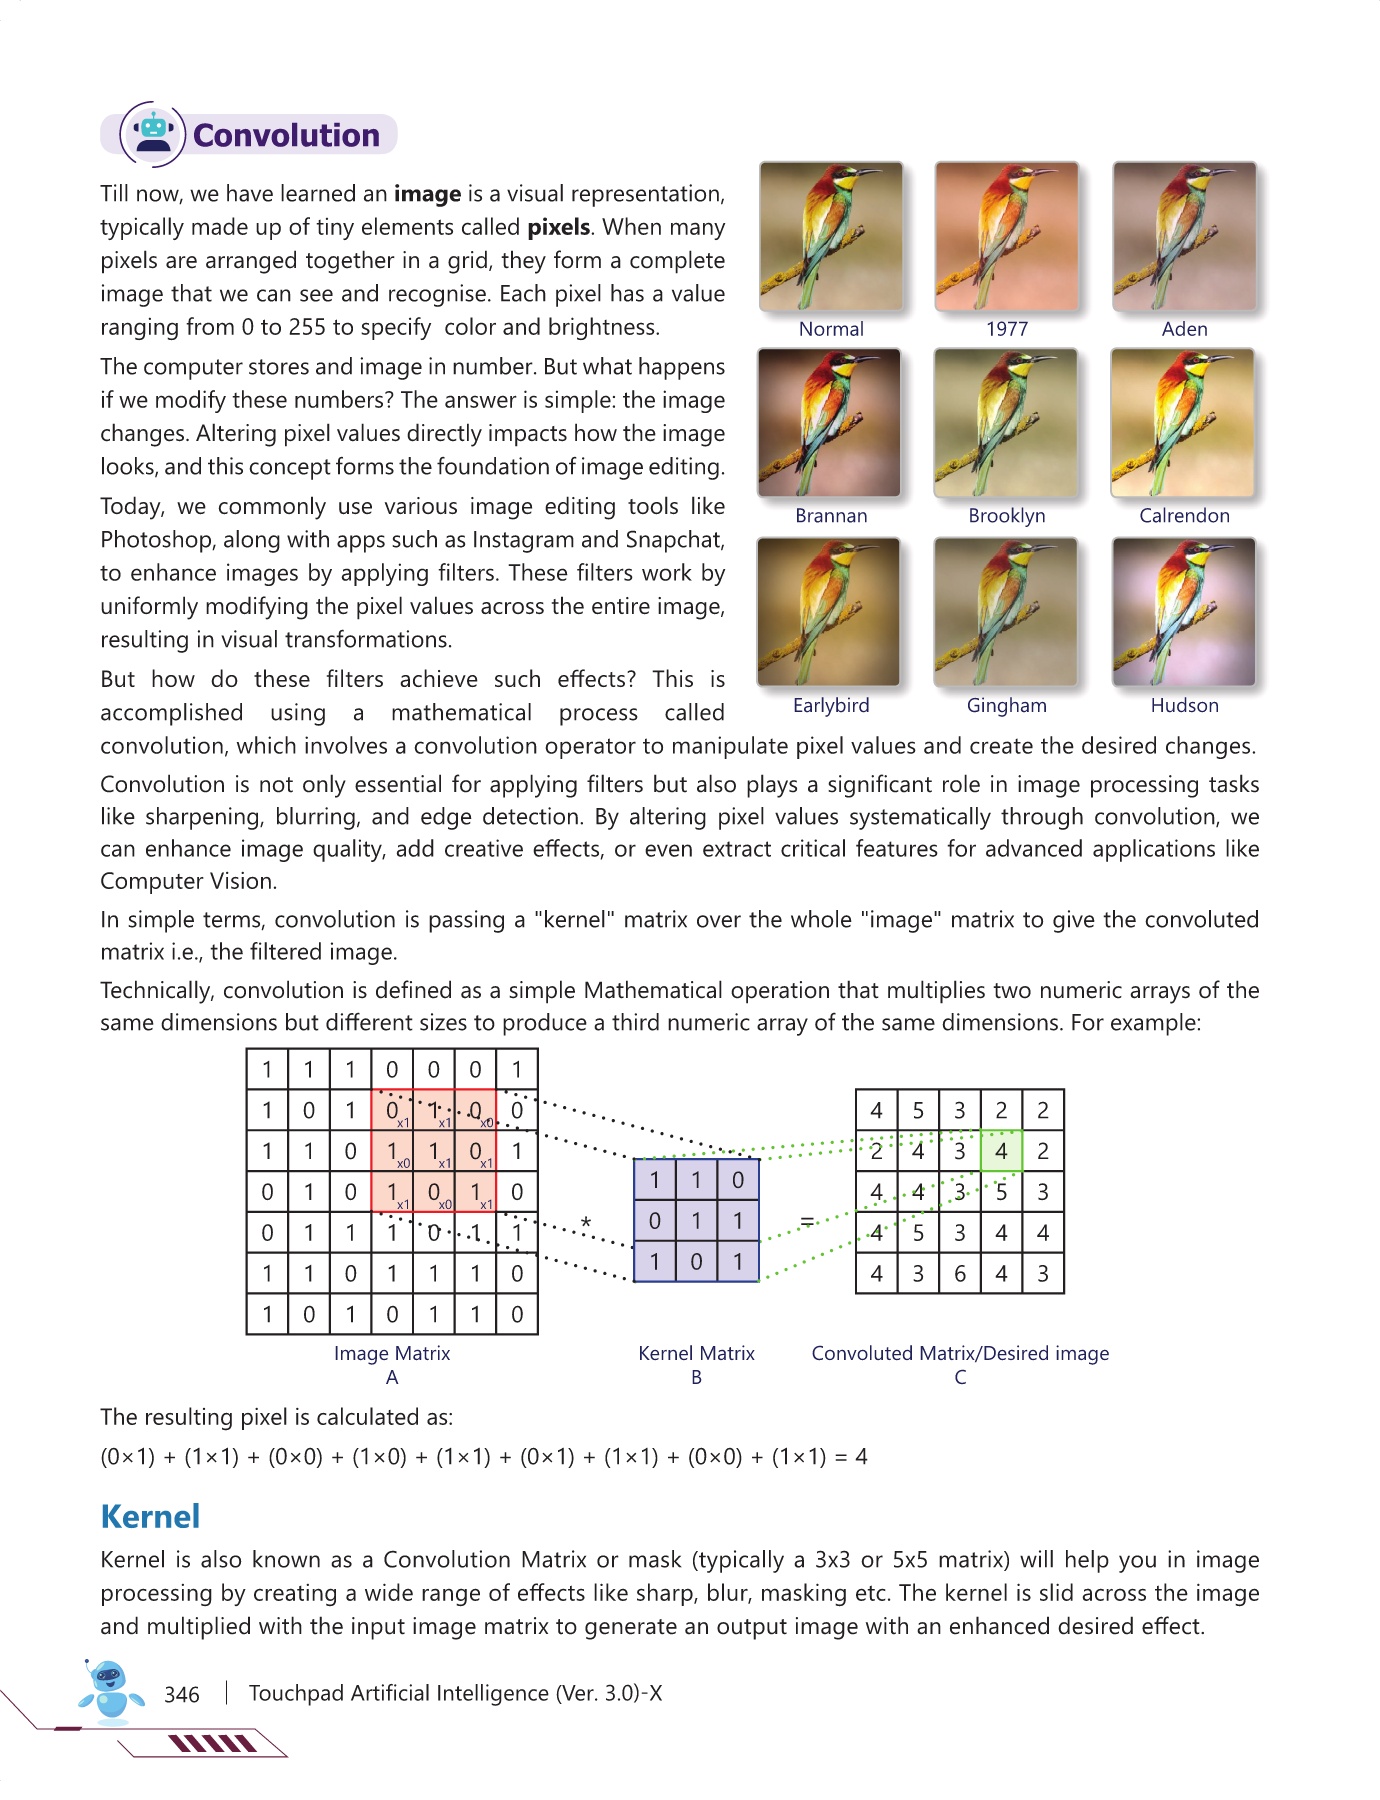 Convolution
Till now, we have learned an image is a visual representation,
typically made up of tiny elements called pixels. When many
pixels are arranged together in a grid, they form a complete
image that we can see and recognise. Each pixel has a value
ranging from 0 to 255 to specify color and brightness.
The computer stores and image in number. But what happens
if we modify these numbers? The answer is simple: the image
changes. Altering pixel values directly impacts how the image
looks, and this concept forms the foundation of image editing.
Today, we commonly use various image editing tools like
Photoshop, along with apps such as Instagram and Snapchat,
to enhance images by applying filters. These filters work by
uniformly modifying the pixel values across the entire image,
resulting in visual transformations.
But how do these filters achieve such effects? This is
accomplished using a mathematical process called
convolution, which involves a convolution operator to manipulate pixel values and create the desired changes.
Normal 1977 Aden
Brannan Brooklyn Calrendon
Earlybird Gingham Hudson
Convolution is not only essential for applying filters but also plays a significant role in image processing tasks
like sharpening, blurring, and edge detection. By altering pixel values systematically through convolution, we
can enhance image quality, add creative effects, or even extract critical features for advanced applications like
Computer Vision.
In simple terms, convolution is passing a "kernel" matrix over the whole "image" matrix to give the convoluted
matrix i.e., the filtered image.
Technically, convolution is defined as a simple Mathematical operation that multiplies two numeric arrays of the
same dimensions but different sizes to produce a third numeric array of the same dimensions. For example:
1 1 1 0 0 0 1
1 0 1 0 x1 1 x1 0 x0 0
1 1 0 1 x0 1 x1 0 x1 1
0 1 0 1 x1 0 x0 1 x1 0
0 1 1 1 0 1 1
1 1 0 1 1 1 0
1 0 1 0 1 1 0
Image Matrix
A
*
1 1 0
0 1 1
1 0 1
Kernel Matrix
B
=
4 5 3 2 2
2 4 3 4 2
4 4 3 5 3
4 5 3 4 4
4 3 6 4 3
Convoluted Matrix/Desired image
C
The resulting pixel is calculated as:
(0×1) + (1×1) + (0×0) + (1×0) + (1×1) + (0×1) + (1×1) + (0×0) + (1×1) = 4
Kernel
Kernel is also known as a Convolution Matrix or mask (typically a 3x3 or 5x5 matrix) will help you in image
processing by creating a wide range of effects like sharp, blur, masking etc. The kernel is slid across the image
and multiplied with the input image matrix to generate an output image with an enhanced desired effect.
346 | Touchpad Artificial Intelligence (Ver. 3.0)-X